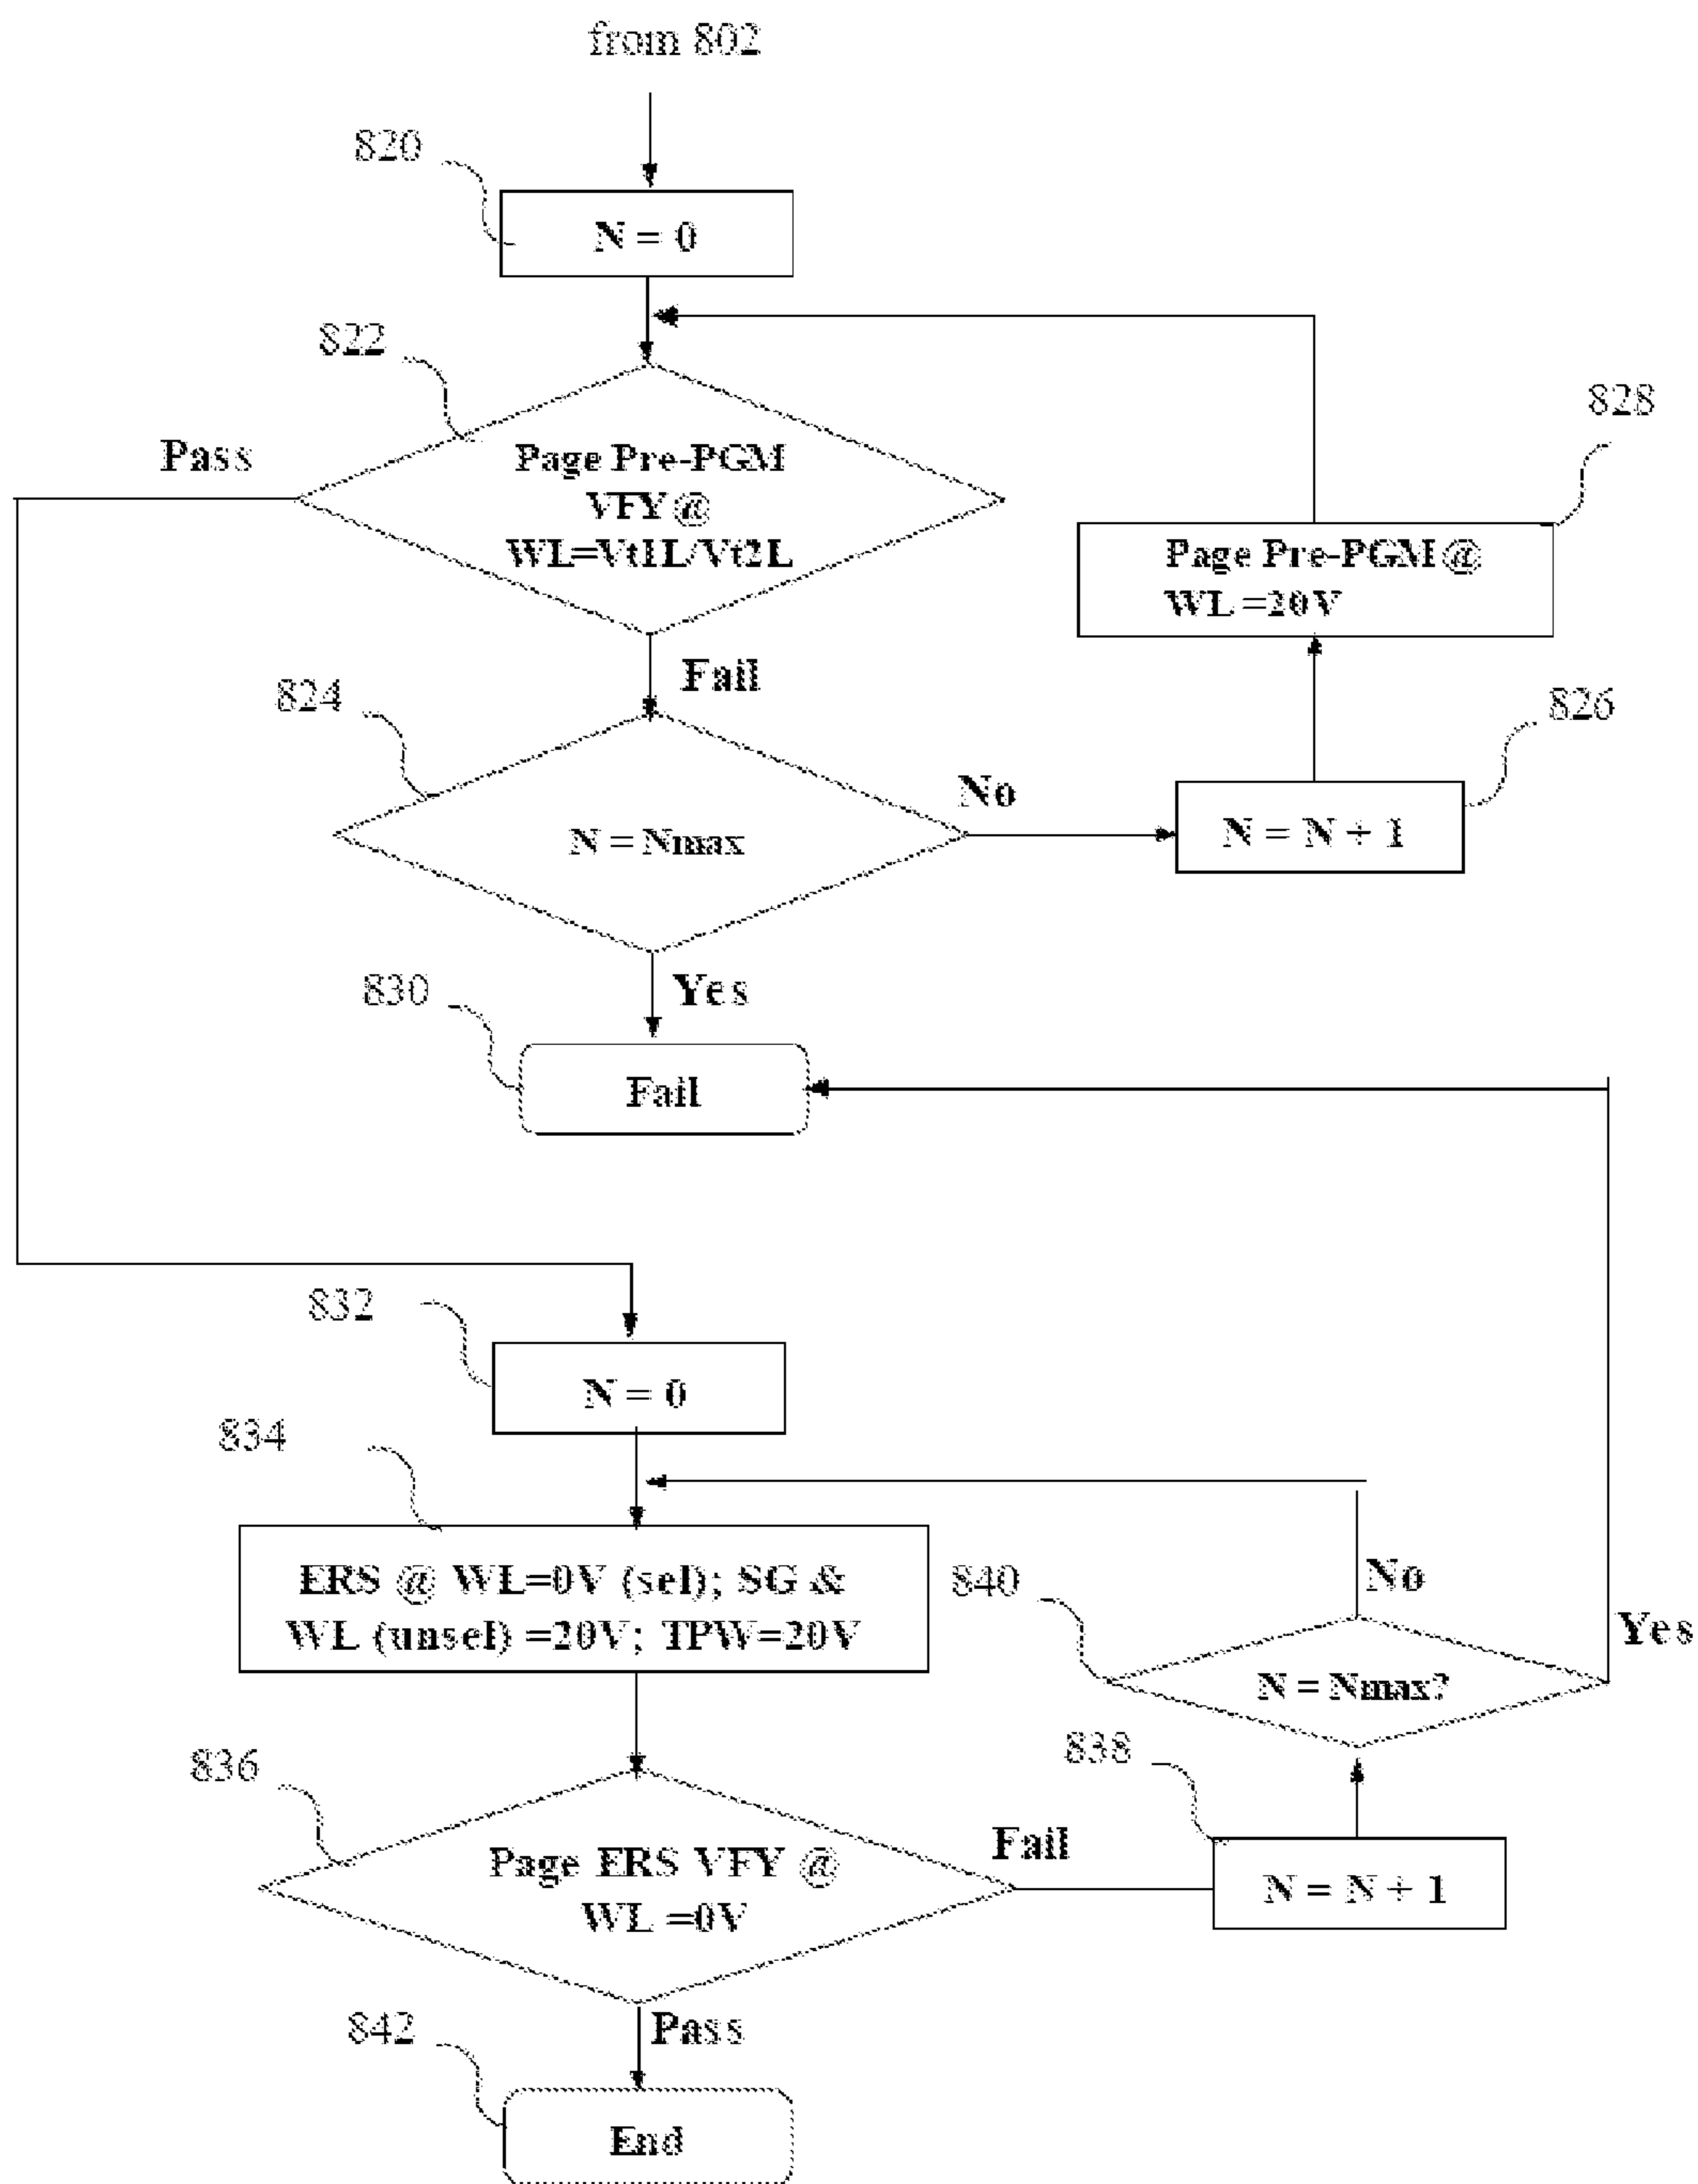 from 802
820
N = 0
822
Pass
Page Pre-PGM
VFY @
WL=Vt1L/Vt2L
828
Page Pre-PGM @
WL =20V
Fail
824
826
No
N = Nmax
N = N + 1
830
Yes
Fail
832
N = 0
834
ERS @ WL=0V (sel); SG &
WL (unsel) =20V; TPW=20V
840
No
Yes
N = Nmax?
836
838
Page ERS VFY @
WL =0V
Fail
N = N + 1
842
Pass
End